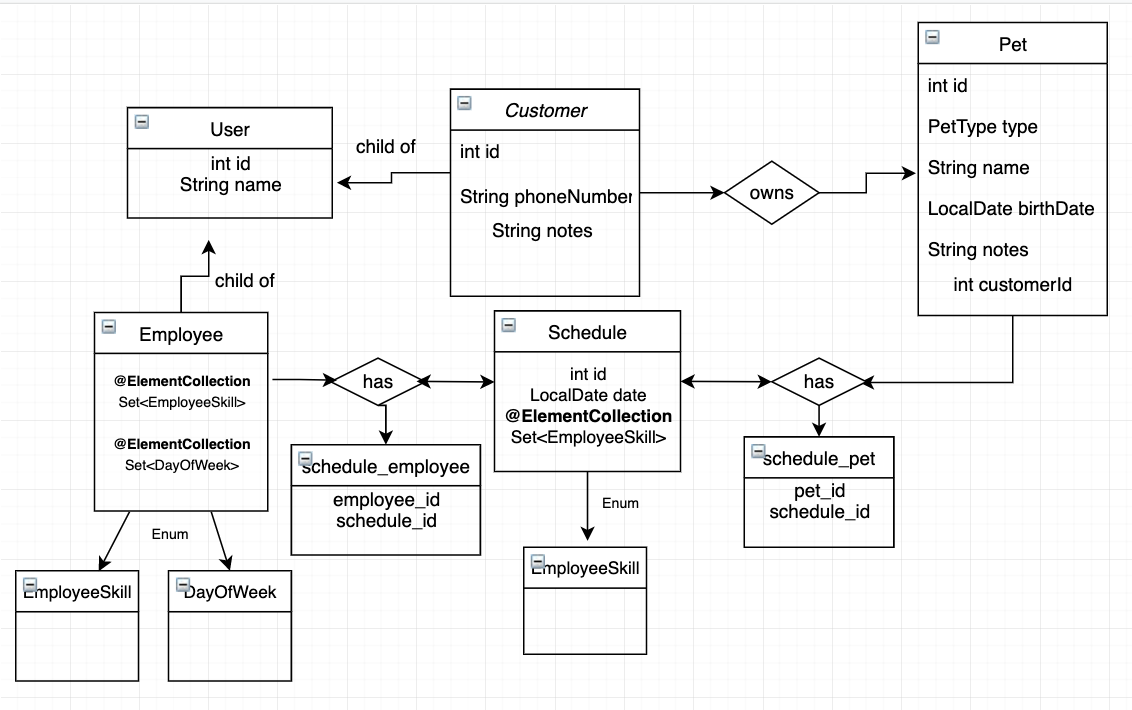 User
int id
String name
child of
Customer
int id
String phoneNumber
String notes
owns
Pet
int id
PetType type
String name
LocalDate birthDate
String notes
int customerId
child of
Employee
@ElementCollection
Set<EmployeeSkill>
@ElementCollection
Set<DayOfWeek>
has
Schedule
int id
LocalDate date
@ElementCollection
Set<EmployeeSkill>
has
schedule_employee
employee_id
schedule_id
schedule_pet
pet_id
schedule_id
Enum
EmployeeSkill
DayOfWeek
Enum
EmployeeSkill